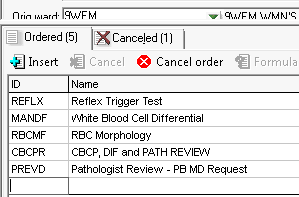 Orig ward: 9WEM 9WEM WMN'S
Ordered (5) Canceled (1)
Insert Cancel Cancel order Formula
ID Name
REFLX Reflex Trigger Test
MANDF White Blood Cell Differential
RBCMF RBC Morphology
CBCPR CBCP, DIF and PATH REVIEW
PREVD Pathologist Review - PB MD Request